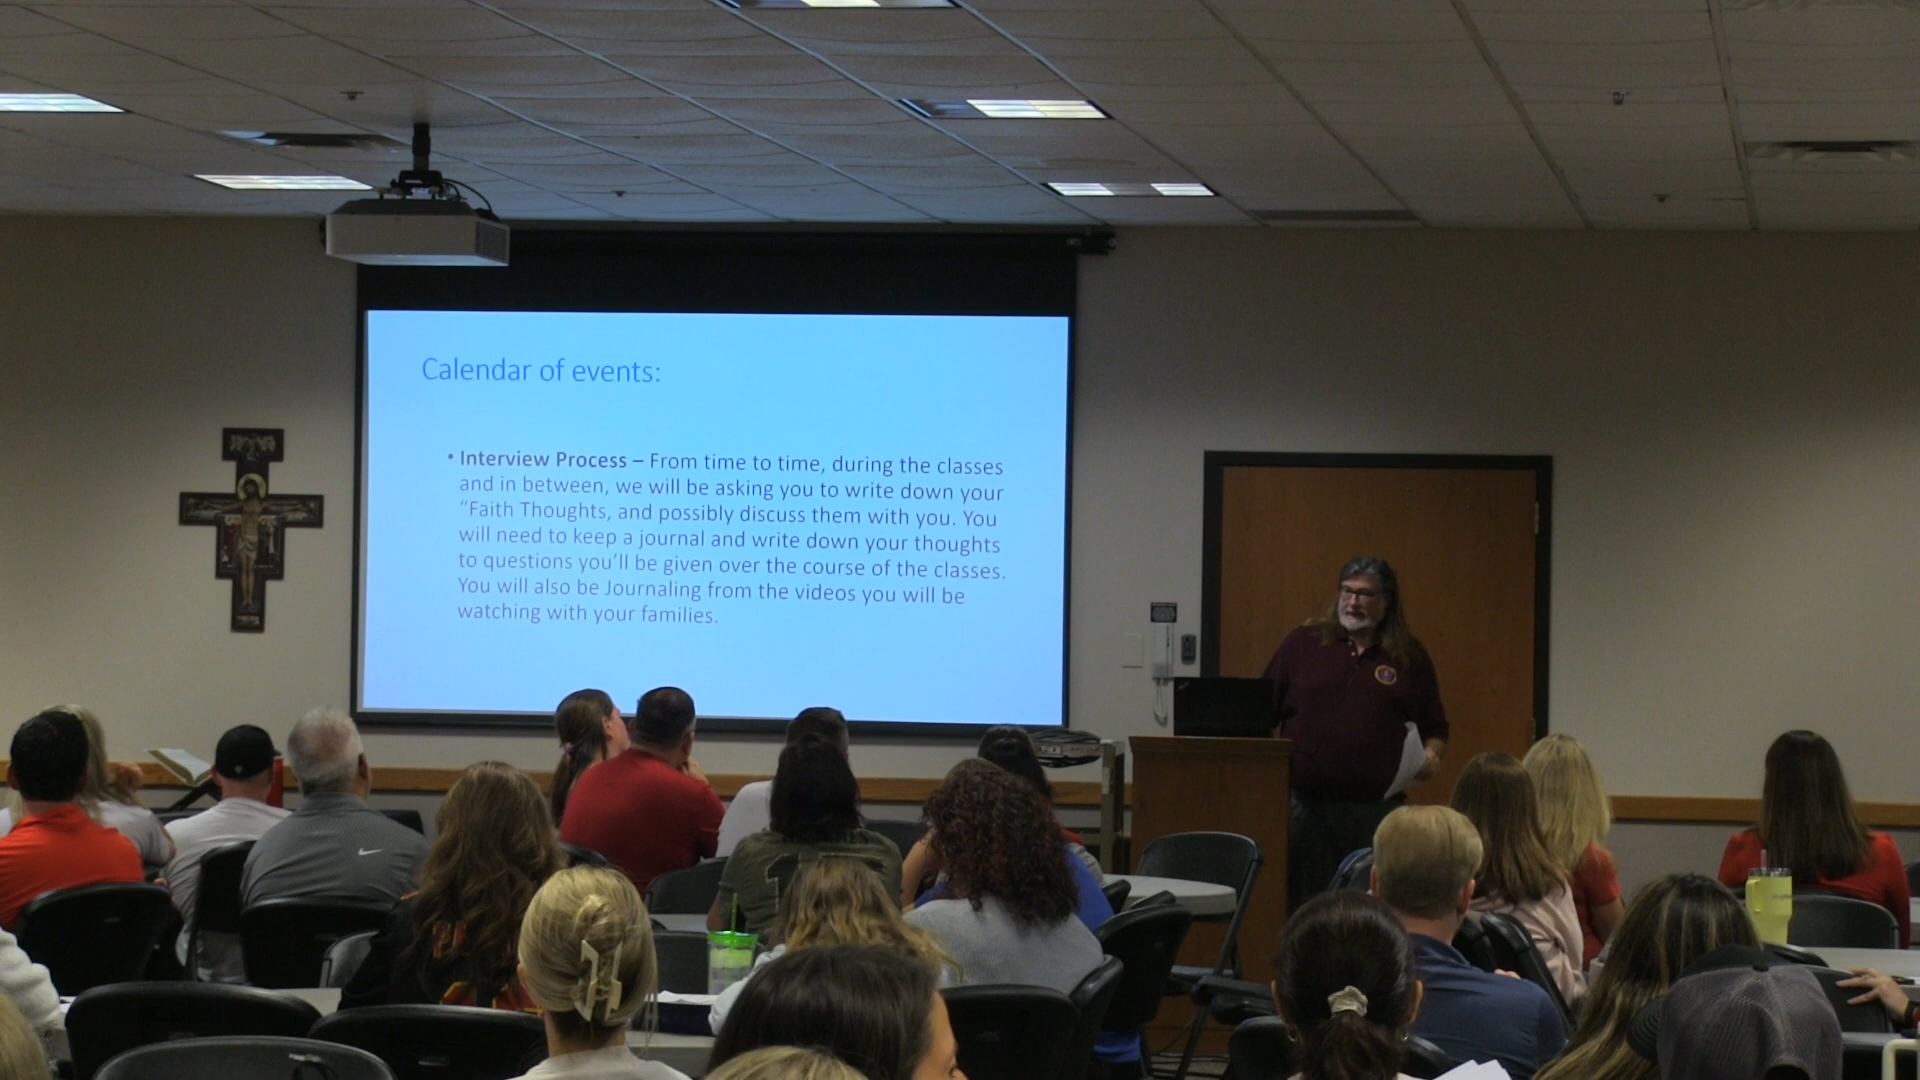 Calendar of events:
• Interview Process – From time to time, during the classes
and in between, we will be asking you to write down your
“Faith Thoughts, and possibly discuss them with you. You
will need to keep a journal and write down your thoughts
to questions you’ll be given over the course of the classes.
You will also be Journaling from the videos you will be
watching with your families.